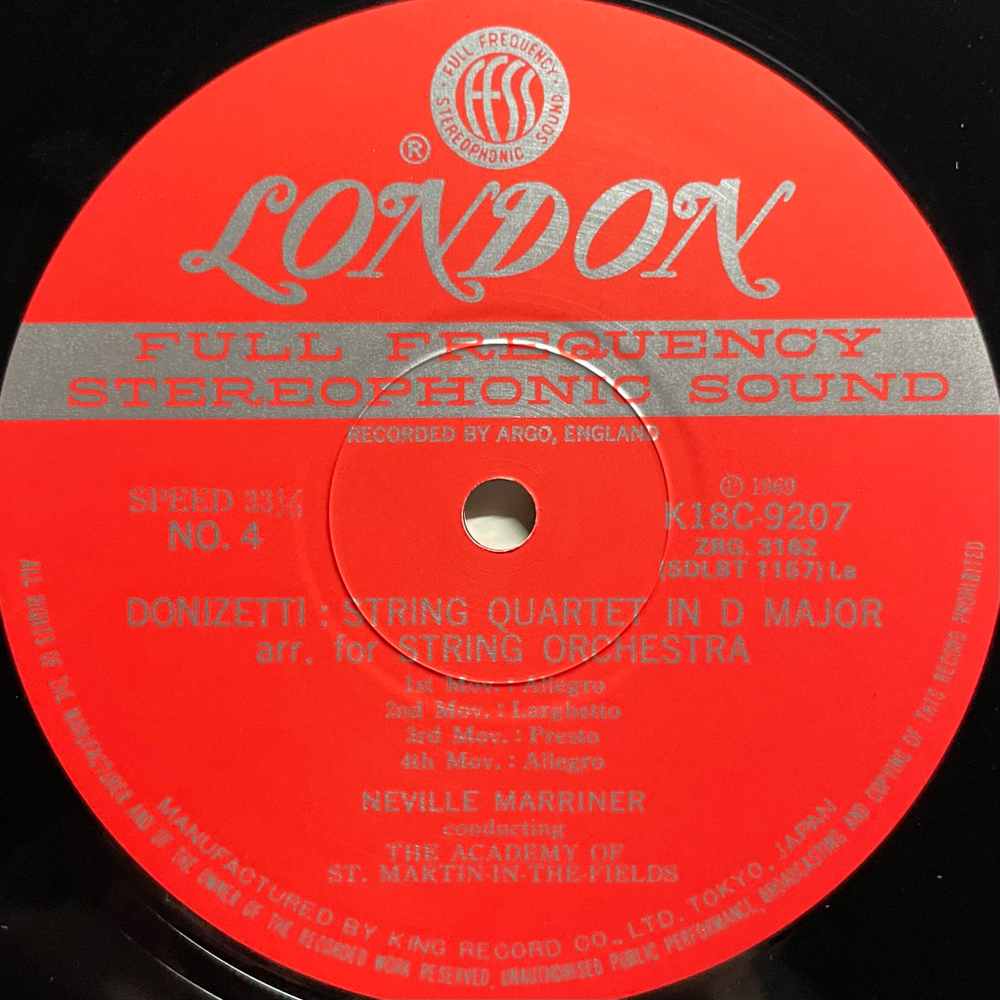 FULL FREQUENCY
STEREOPHONIC SOUND
FFSS
®
LONDON
FULL FREQUENCY
STEREOPHONIC SOUND
RECORDED BY ARGO, ENGLAND
SPEED 33⅓
NO. 4
Ⓟ 1969
K18C-9207
ZRG. 3162
(SDLBT 1157) La
DONIZETTI : STRING QUARTET IN D MAJOR
arr. for STRING ORCHESTRA
1st Mov. : Allegro
2nd Mov. : Larghetto
3rd Mov. : Presto
4th Mov. : Allegro
NEVILLE MARRINER
conducting
THE ACADEMY OF
ST. MARTIN-IN-THE-FIELDS
MANUFACTURED BY KING RECORD CO., LTD. TOKYO. JAPAN
ALL RIGHTS OF THE MANUFACTURER AND OF THE OWNER OF THE RECORDED WORK RESERVED, UNAUTHORISED PUBLIC PERFORMANCE, BROADCASTING AND COPYING OF THIS RECORD PROHIBITED